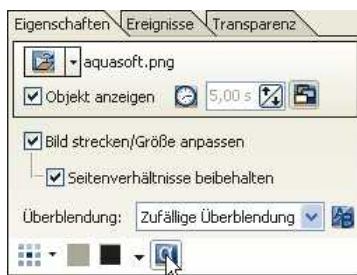 Eigenschaften Ereignisse Transparenz
aquasoft.png
Objekt anzeigen 5,00 s
Bild strecken/Größe anpassen
Seitenverhältnisse beibehalten
Überblendung: Zufällige Überblendung